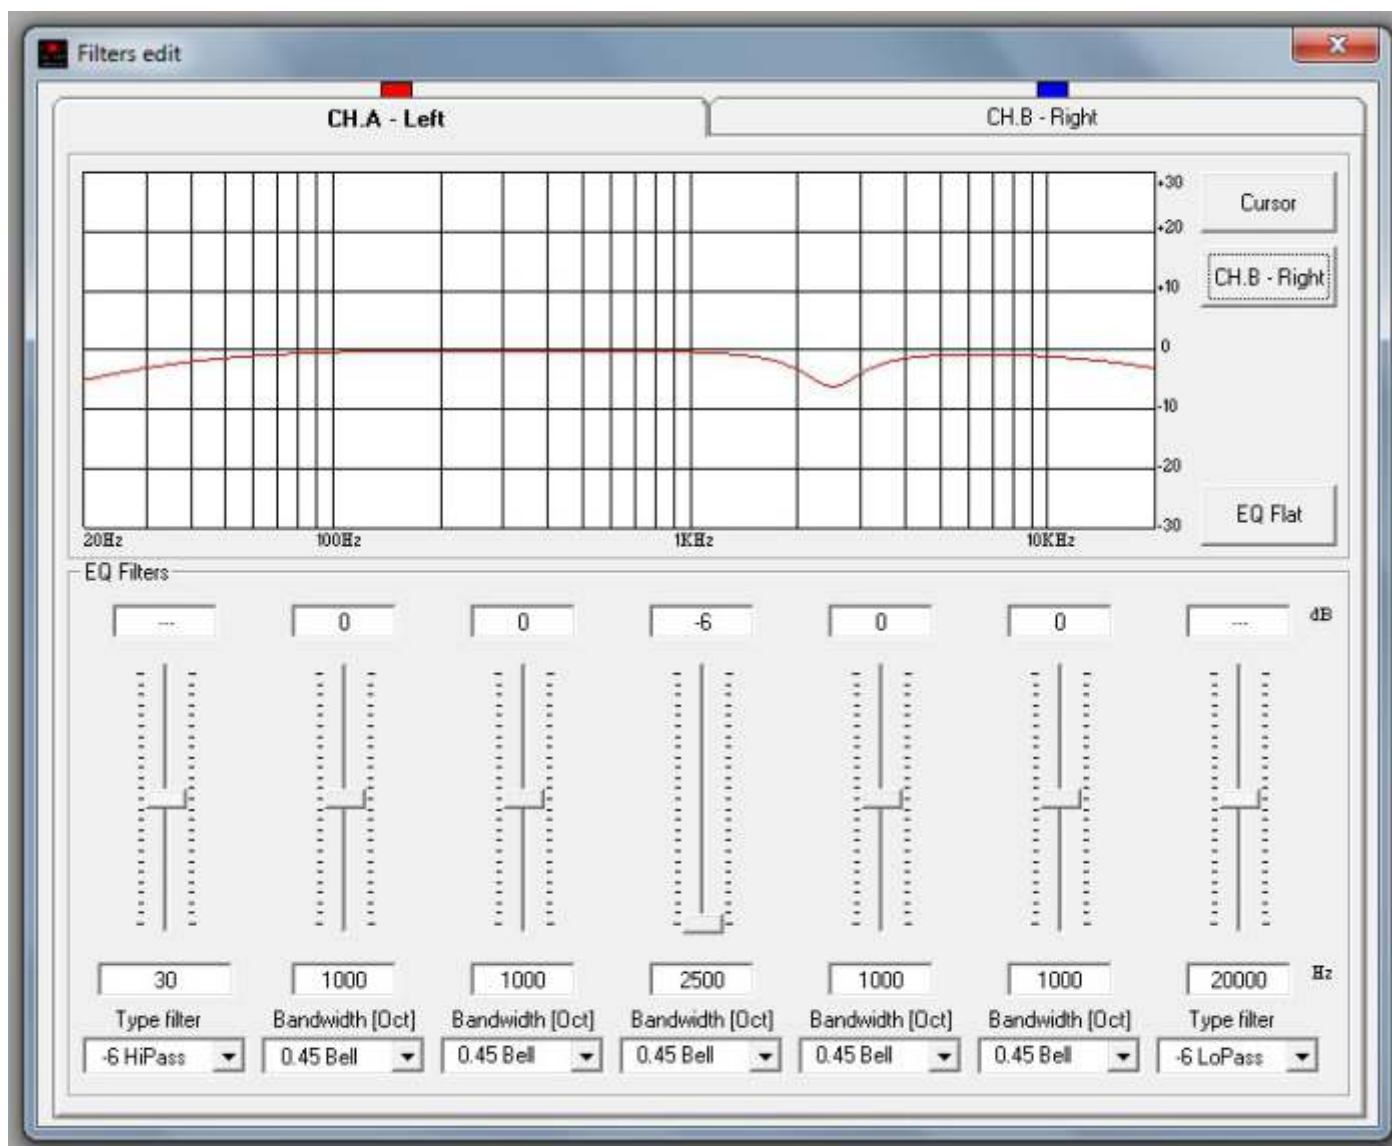 Filters edit
CH.A - Left
CH.B - Right
+30
+20
+10
0
-10
-20
-30
20Hz 100Hz 1KHz 10KHz
Cursor
CH.B - Right
EQ Flat
EQ Filters
--- 0 0 -6 0 0 --- dB
30 1000 1000 2500 1000 1000 20000 Hz
Type filter Bandwidth [Oct] Bandwidth [Oct] Bandwidth [Oct] Bandwidth [Oct] Bandwidth [Oct] Type filter
-6 HiPass 0.45 Bell 0.45 Bell 0.45 Bell 0.45 Bell 0.45 Bell -6 LoPass